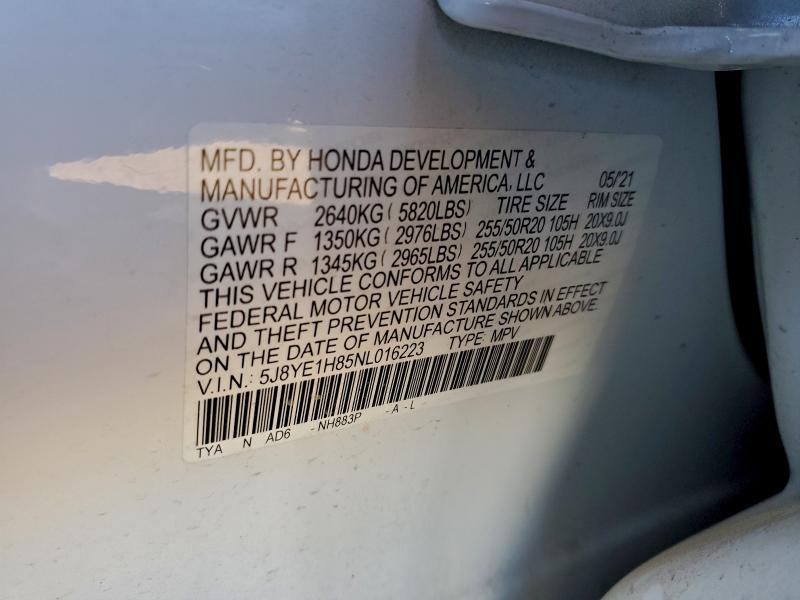 MFD. BY HONDA DEVELOPMENT &
MANUFACTURING OF AMERICA, LLC 05/'21
GVWR 2640KG ( 5820LBS) TIRE SIZE RIM SIZE
GAWR F 1350KG ( 2976LBS) 255/50R20 105H 20X9.0J
GAWR R 1345KG ( 2965LBS) 255/50R20 105H 20X9.0J
THIS VEHICLE CONFORMS TO ALL APPLICABLE
FEDERAL MOTOR VEHICLE SAFETY
AND THEFT PREVENTION STANDARDS IN EFFECT
ON THE DATE OF MANUFACTURE SHOWN ABOVE.
V.I.N.: 5J8YE1H85NL016223 TYPE: MPV
TYA N AD6 - NH883P - A - L